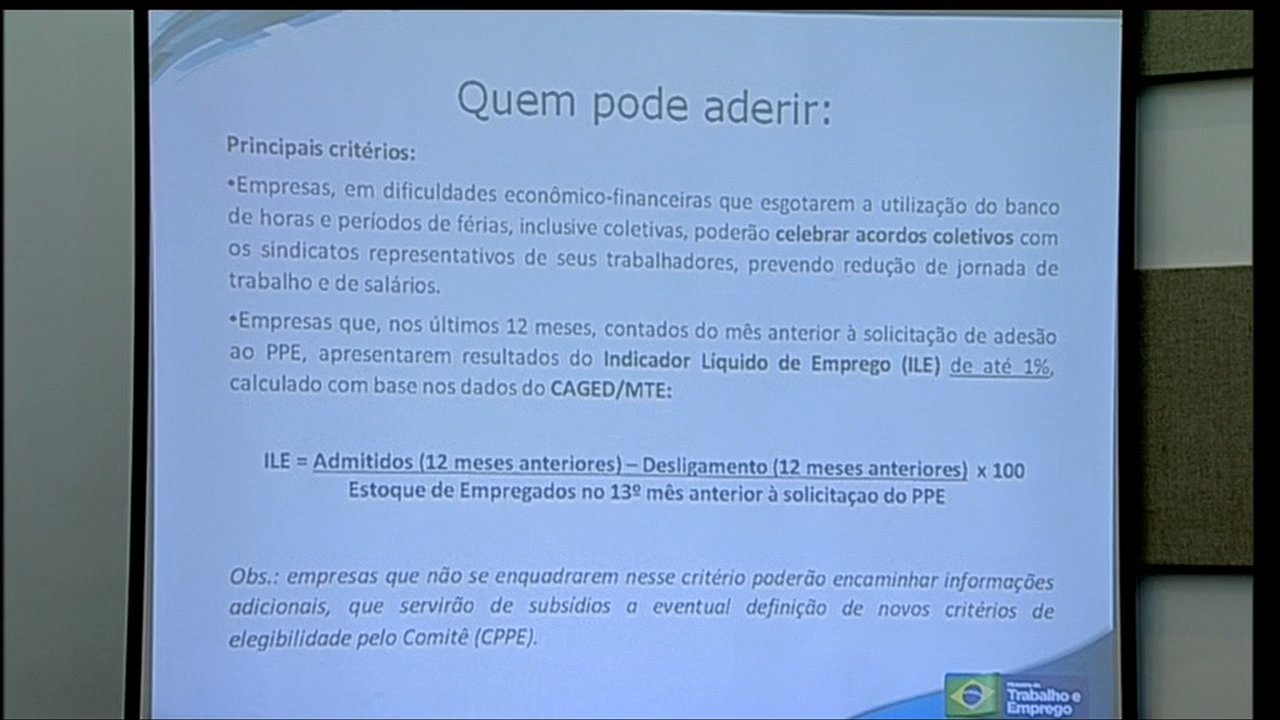 Quem pode aderir:
Principais critérios:
•Empresas, em dificuldades econômico-financeiras que esgotarem a utilização do banco
de horas e períodos de férias, inclusive coletivas, poderão celebrar acordos coletivos com
os sindicatos representativos de seus trabalhadores, prevendo redução de jornada de
trabalho e de salários.
•Empresas que, nos últimos 12 meses, contados do mês anterior à solicitação de adesão
ao PPE, apresentarem resultados do Indicador Líquido de Emprego (ILE) de até 1%,
calculado com base nos dados do CAGED/MTE:
ILE = Admitidos (12 meses anteriores) – Desligamento (12 meses anteriores) x 100
Estoque de Empregados no 13º mês anterior à solicitaçao do PPE
Obs.: empresas que não se enquadrarem nesse critério poderão encaminhar informações
adicionais, que servirão de subsídios a eventual definição de novos critérios de
elegibilidade pelo Comitê (CPPE).
Ministério do
Trabalho e
Emprego